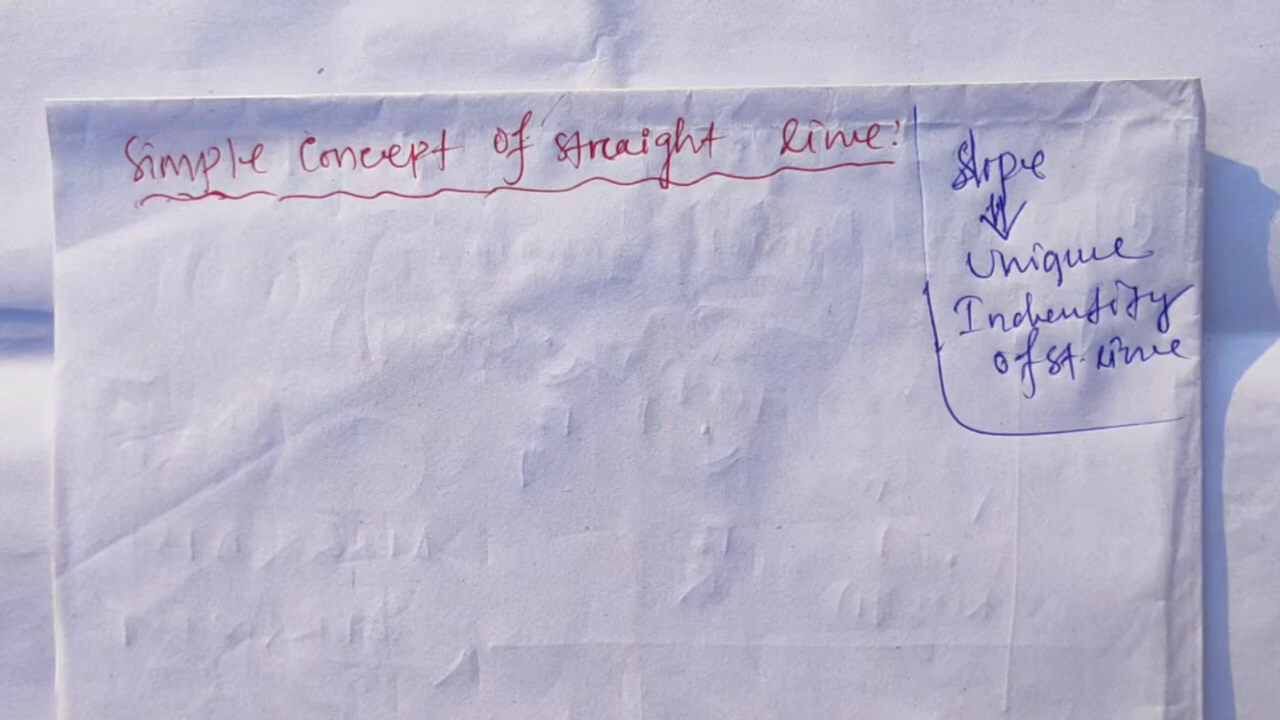 Simple Concept of straight line:
Slope
Unique
Indentity
of st. line